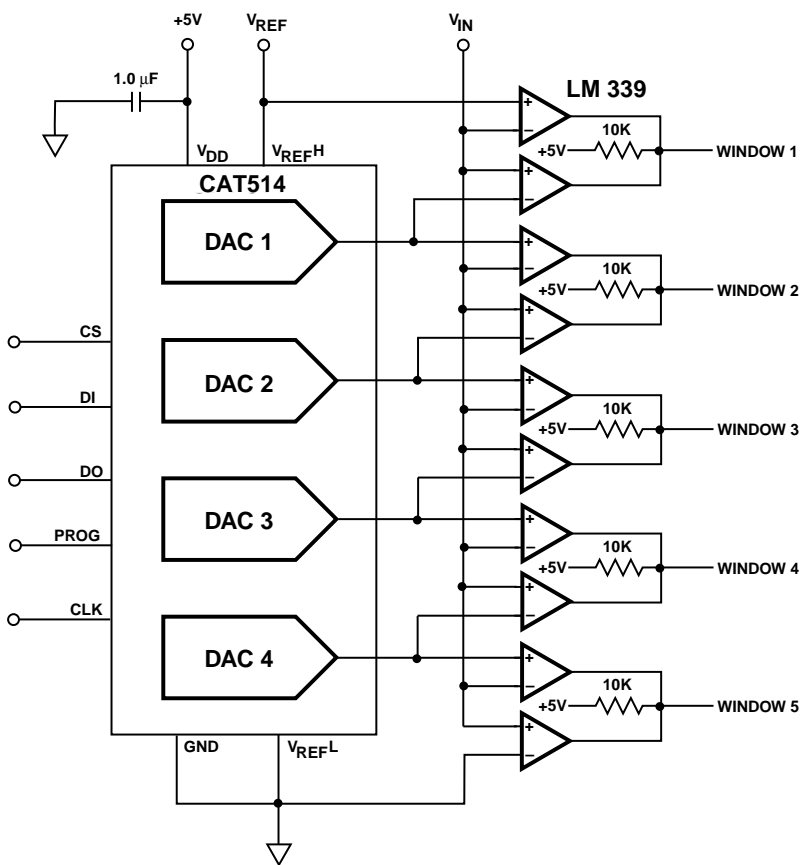 +5V
VREF
VIN
1.0 μF
LM 339
VDD
VREFH
CAT514
+
–
10K
+5V
WINDOW 1
+
–
DAC 1
+
–
10K
+5V
WINDOW 2
+
–
CS
DAC 2
+
–
10K
+5V
WINDOW 3
DI
+
–
DO
DAC 3
+
–
PROG
10K
+5V
WINDOW 4
+
–
CLK
DAC 4
+
–
10K
+5V
WINDOW 5
+
–
GND
VREFL